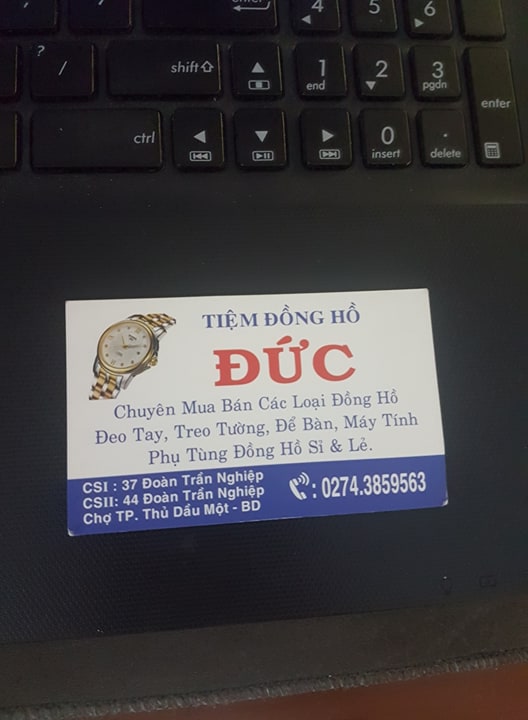 4
5
6
enter
?
/
shift
1
end
2
3
pgdn
enter
ctrl
0
insert
.
delete
TIỆM ĐỒNG HỒ
ĐỨC
Chuyên Mua Bán Các Loại Đồng Hồ
Đeo Tay, Treo Tường, Để Bàn, Máy Tính
Phụ Tùng Đồng Hồ Sỉ & Lẻ.
CSI : 37 Đoàn Trần Nghiệp
CSII: 44 Đoàn Trần Nghiệp
Chợ TP. Thủ Dầu Một - BD
: 0274.3859563